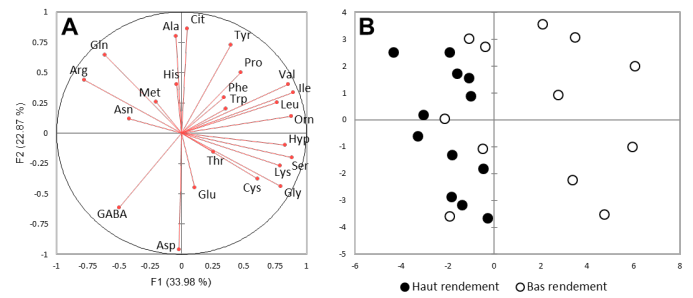 A
1
0.75
0.5
0.25
0
-0.25
-0.5
-0.75
-1
F2 (22.87 %)
Cit
Ala
Tyr
Gln
Pro
Arg
His
Val
Ile
Met
Phe
Trp
Leu
Asn
Orn
Hyp
Thr
Ser
Lys
Glu
Cys
Gly
GABA
Asp
-1 -0.75 -0.5 -0.25 0 0.25 0.5 0.75 1
F1 (33.98 %)
B
4
3
2
1
0
-1
-2
-3
-4
-5
-6 -4 -2 0 2 4 6 8
Haut rendement Bas rendement